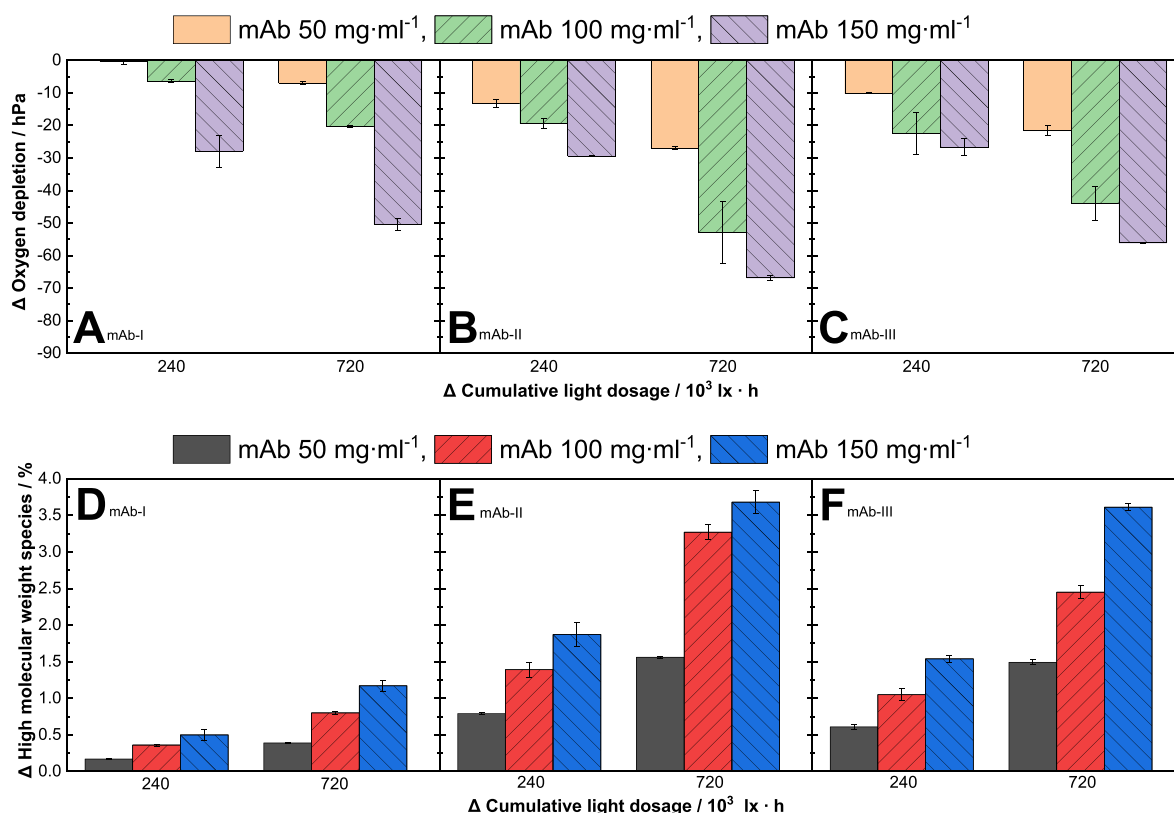 mAb 50 mg·ml⁻¹, mAb 100 mg·ml⁻¹, mAb 150 mg·ml⁻¹
Δ Oxygen depletion / hPa
0
-10
-20
-30
-40
-50
-60
-70
-80
-90
A mAb-I
B mAb-II
C mAb-III
240 720 240 720 240 720
Δ Cumulative light dosage / 10³ lx · h
mAb 50 mg·ml⁻¹, mAb 100 mg·ml⁻¹, mAb 150 mg·ml⁻¹
Δ High molecular weight species / %
4.0
3.5
3.0
2.5
2.0
1.5
1.0
0.5
0.0
D mAb-I
E mAb-II
F mAb-III
240 720 240 720 240 720
Δ Cumulative light dosage / 10³ lx · h